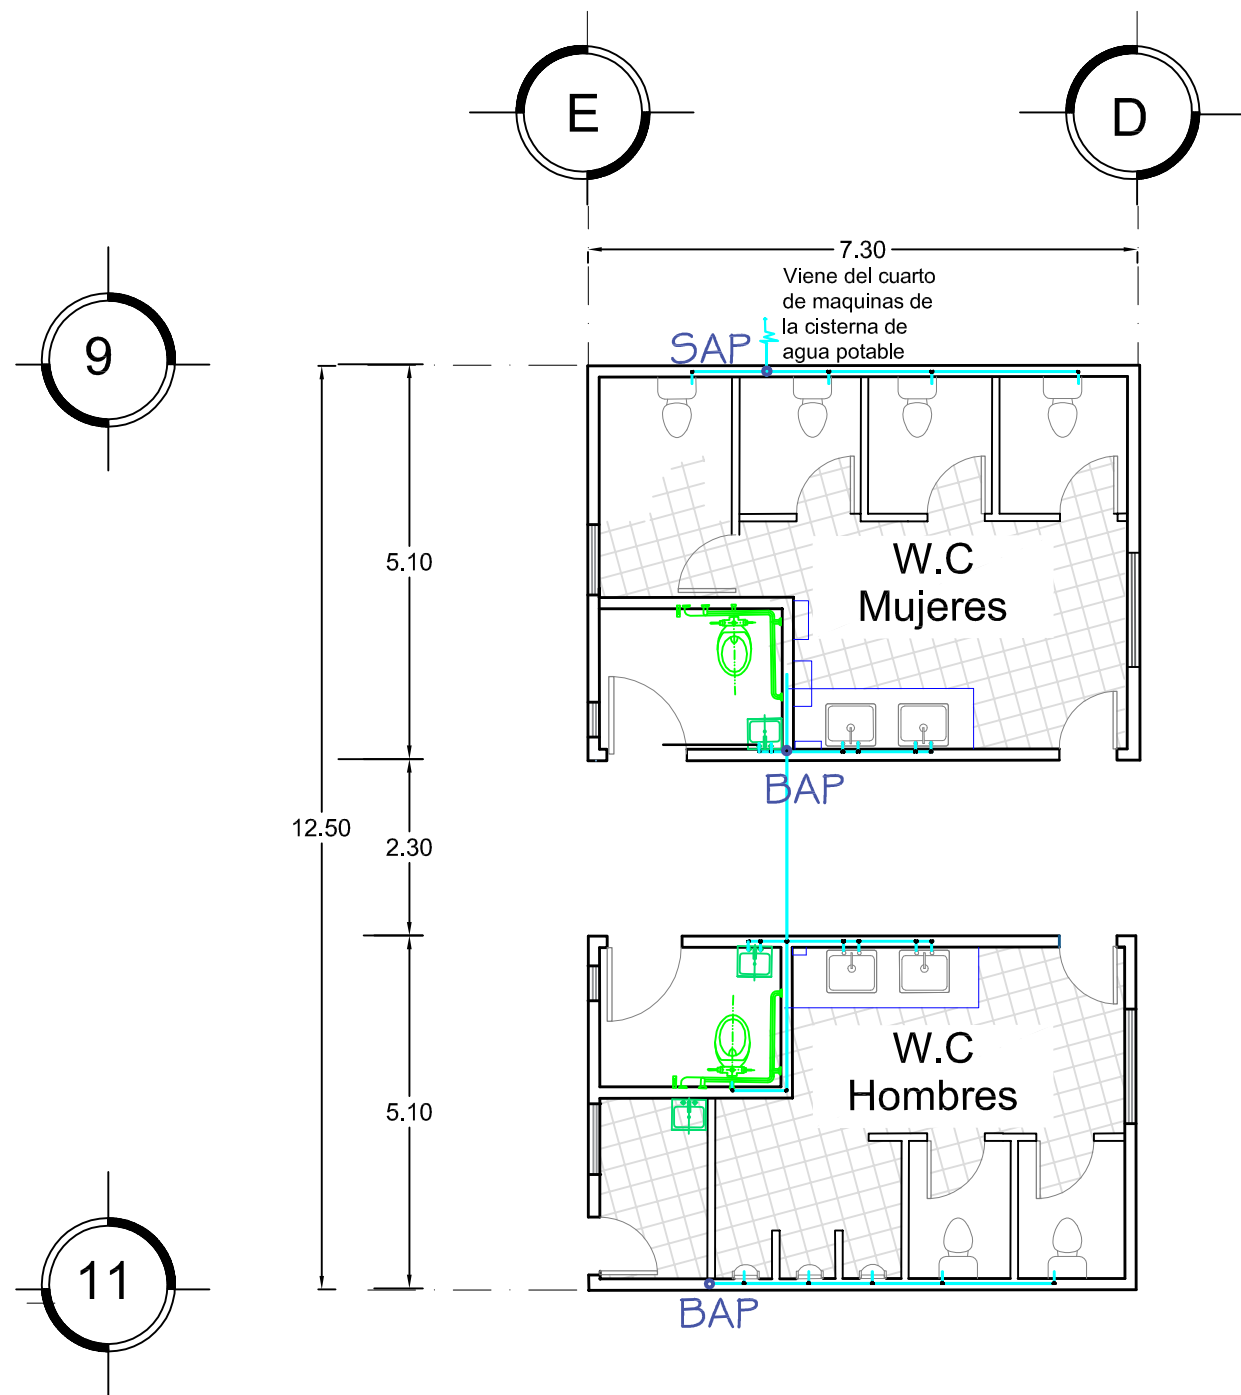 E
D
7.30
Viene del cuarto
de maquinas de
la cisterna de
agua potable
SAP
9
W.C
Mujeres
5.10
BAP
12.50
2.30
W.C
Hombres
5.10
11
BAP